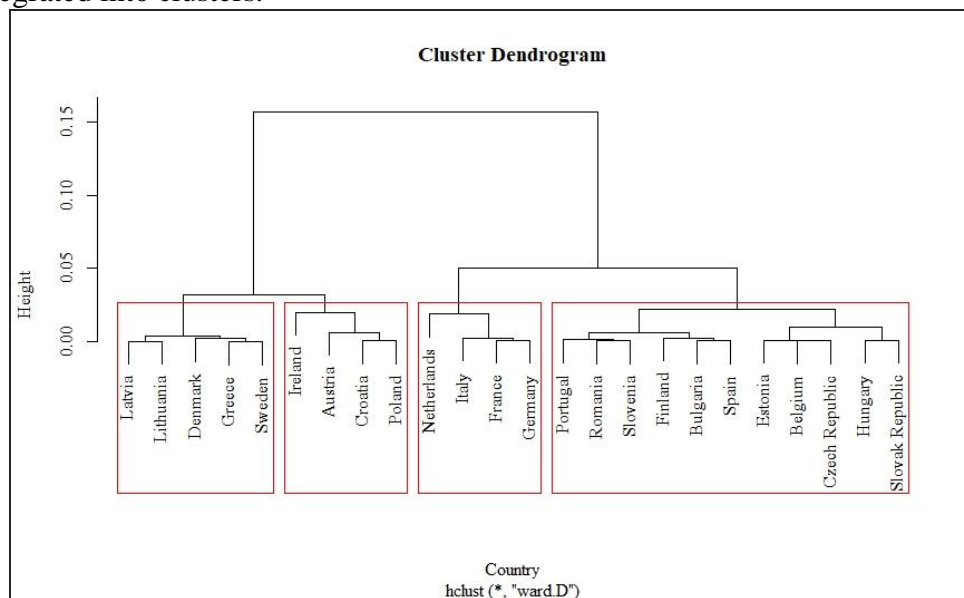 egrated into clusters.
Cluster Dendrogram
Height
0.15
0.10
0.05
0.00
Latvia
Lithuania
Denmark
Greece
Sweden
Ireland
Austria
Croatia
Poland
Netherlands
Italy
France
Germany
Portugal
Romania
Slovenia
Finland
Bulgaria
Spain
Estonia
Belgium
Czech Republic
Hungary
Slovak Republic
Country
hclust (*, "ward.D")